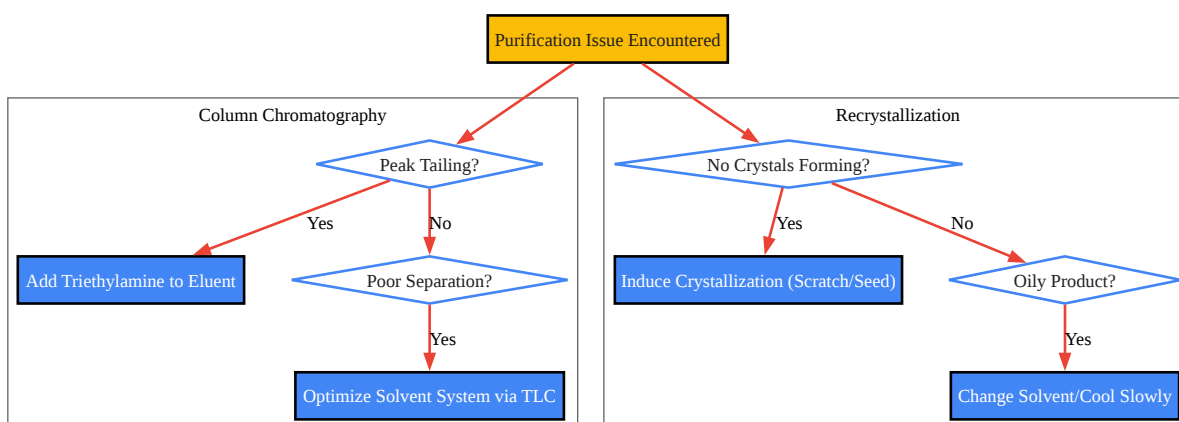 Purification Issue Encountered
Column Chromatography
Recrystallization
Peak Tailing?
No Crystals Forming?
Yes
No
Yes
No
Add Triethylamine to Eluent
Poor Separation?
Induce Crystallization (Scratch/Seed)
Oily Product?
Yes
Yes
Optimize Solvent System via TLC
Change Solvent/Cool Slowly